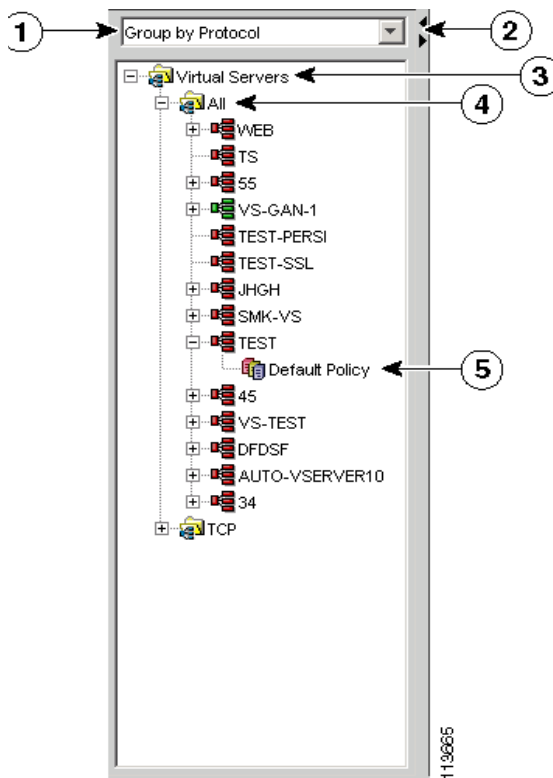 1
Group by Protocol
2
Virtual Servers
3
All
4
WEB
TS
55
VS-GAN-1
TEST-PERSI
TEST-SSL
JHGH
SMK-VS
TEST
Default Policy
5
45
VS-TEST
DFDSF
AUTO-VSERVER10
34
TCP
113665